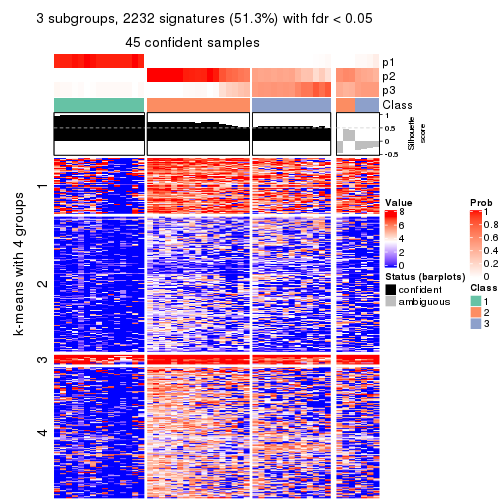 3 subgroups, 2232 signatures (51.3%) with fdr < 0.05
45 confident samples
p1
p2
p3
Class
1
0.5
0
-0.5
Silhouette
score
k-means with 4 groups
1
2
3
4
Value
8
6
4
2
0
Status (barplots)
confident
ambiguous
Prob
1
0.8
0.6
0.4
0.2
0
Class
1
2
3